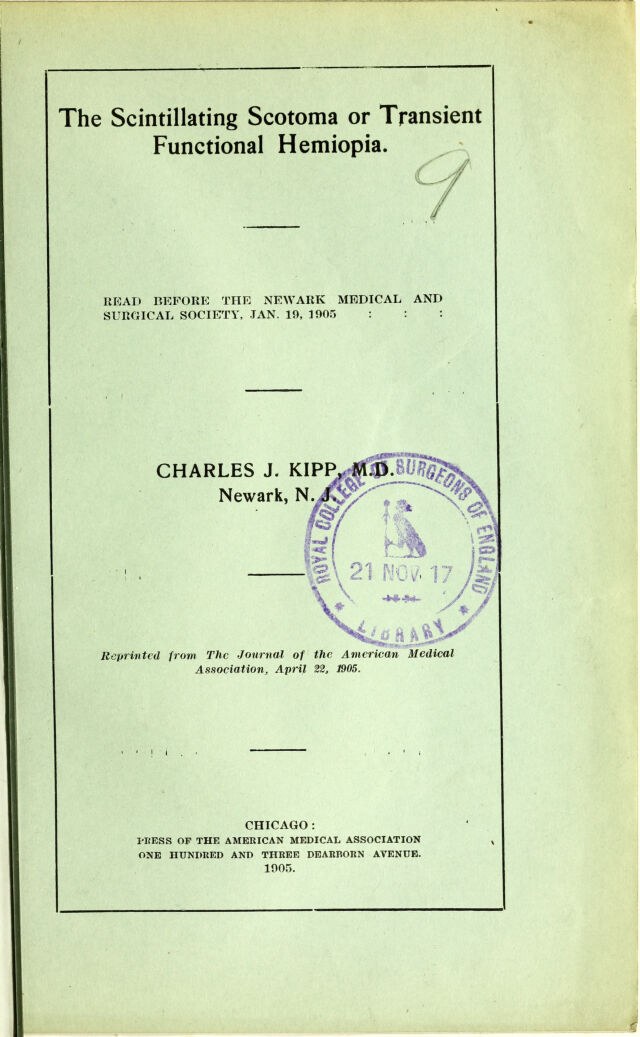 The Scintillating Scotoma or Transient
Functional Hemiopia.
9
READ BEFORE THE NEWARK MEDICAL AND
SURGICAL SOCIETY, JAN. 19, 1905 : : :
CHARLES J. KIPP, M.D.
Newark, N. J.
ROYAL COLLEGE OF SURGEONS OF ENGLAND
21 NOV. 17
* LIBRARY *
Reprinted from The Journal of the American Medical
Association, April 22, 1905.
CHICAGO:
PRESS OF THE AMERICAN MEDICAL ASSOCIATION
ONE HUNDRED AND THREE DEARBORN AVENUE.
1905.